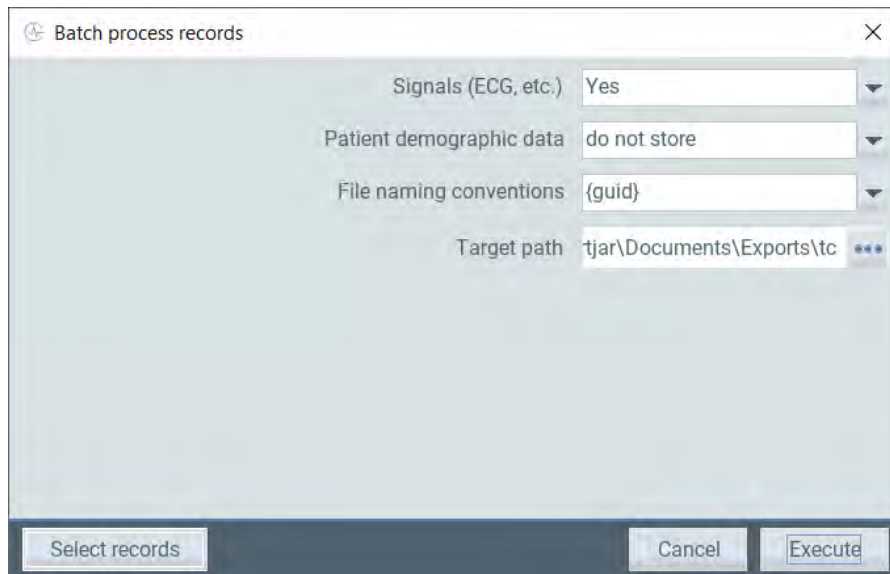 Batch process records
Signals (ECG, etc.) Yes
Patient demographic data do not store
File naming conventions {guid}
Target path tjar\Documents\Exports\tc
Select records Cancel Execute